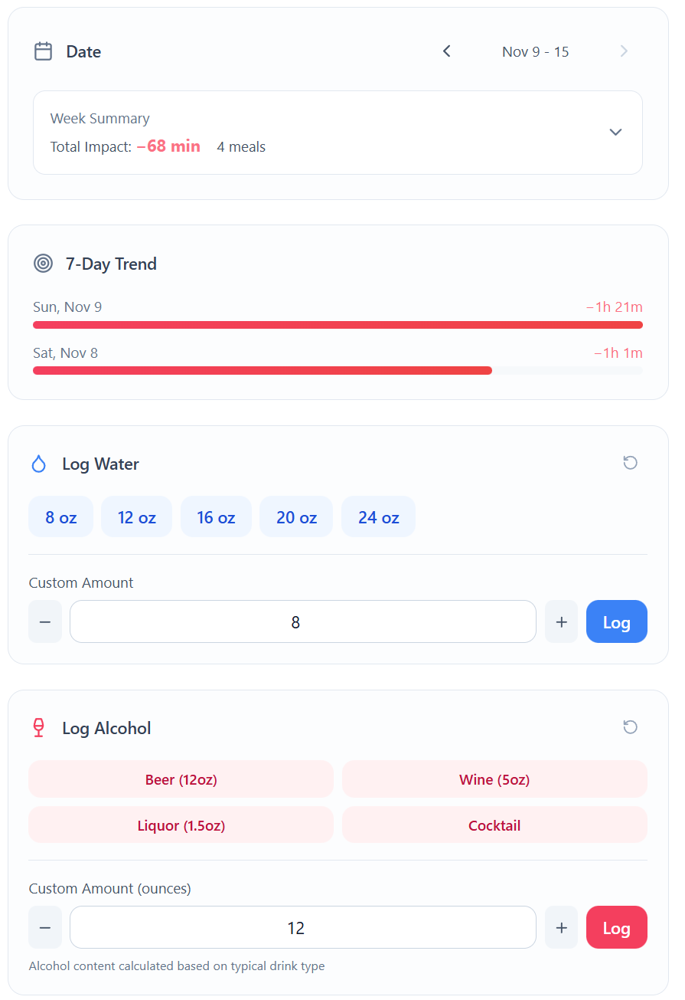 Date
Nov 9 - 15
Week Summary
Total Impact: −68 min 4 meals
7-Day Trend
Sun, Nov 9 −1h 21m
Sat, Nov 8 −1h 1m
Log Water
8 oz 12 oz 16 oz 20 oz 24 oz
Custom Amount
− 8 + Log
Log Alcohol
Beer (12oz) Wine (5oz)
Liquor (1.5oz) Cocktail
Custom Amount (ounces)
− 12 + Log
Alcohol content calculated based on typical drink type